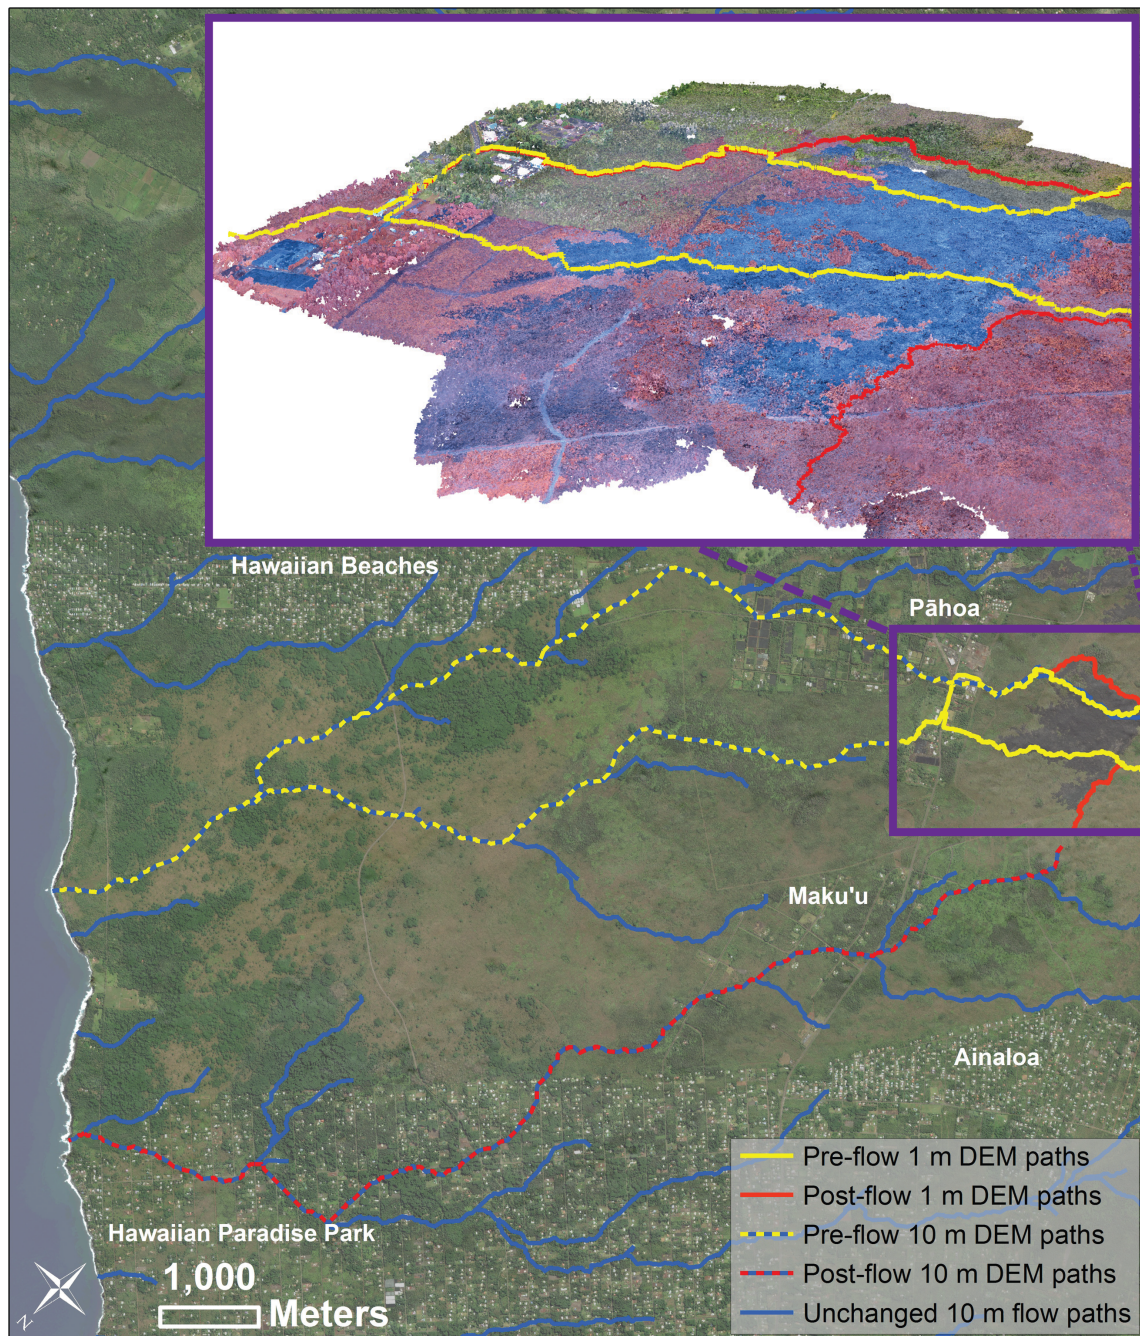 Hawaiian Beaches
Pāhoa
Maku'u
Ainaloa
Hawaiian Paradise Park
N
1,000
Meters
Pre-flow 1 m DEM paths
Post-flow 1 m DEM paths
Pre-flow 10 m DEM paths
Post-flow 10 m DEM paths
Unchanged 10 m flow paths